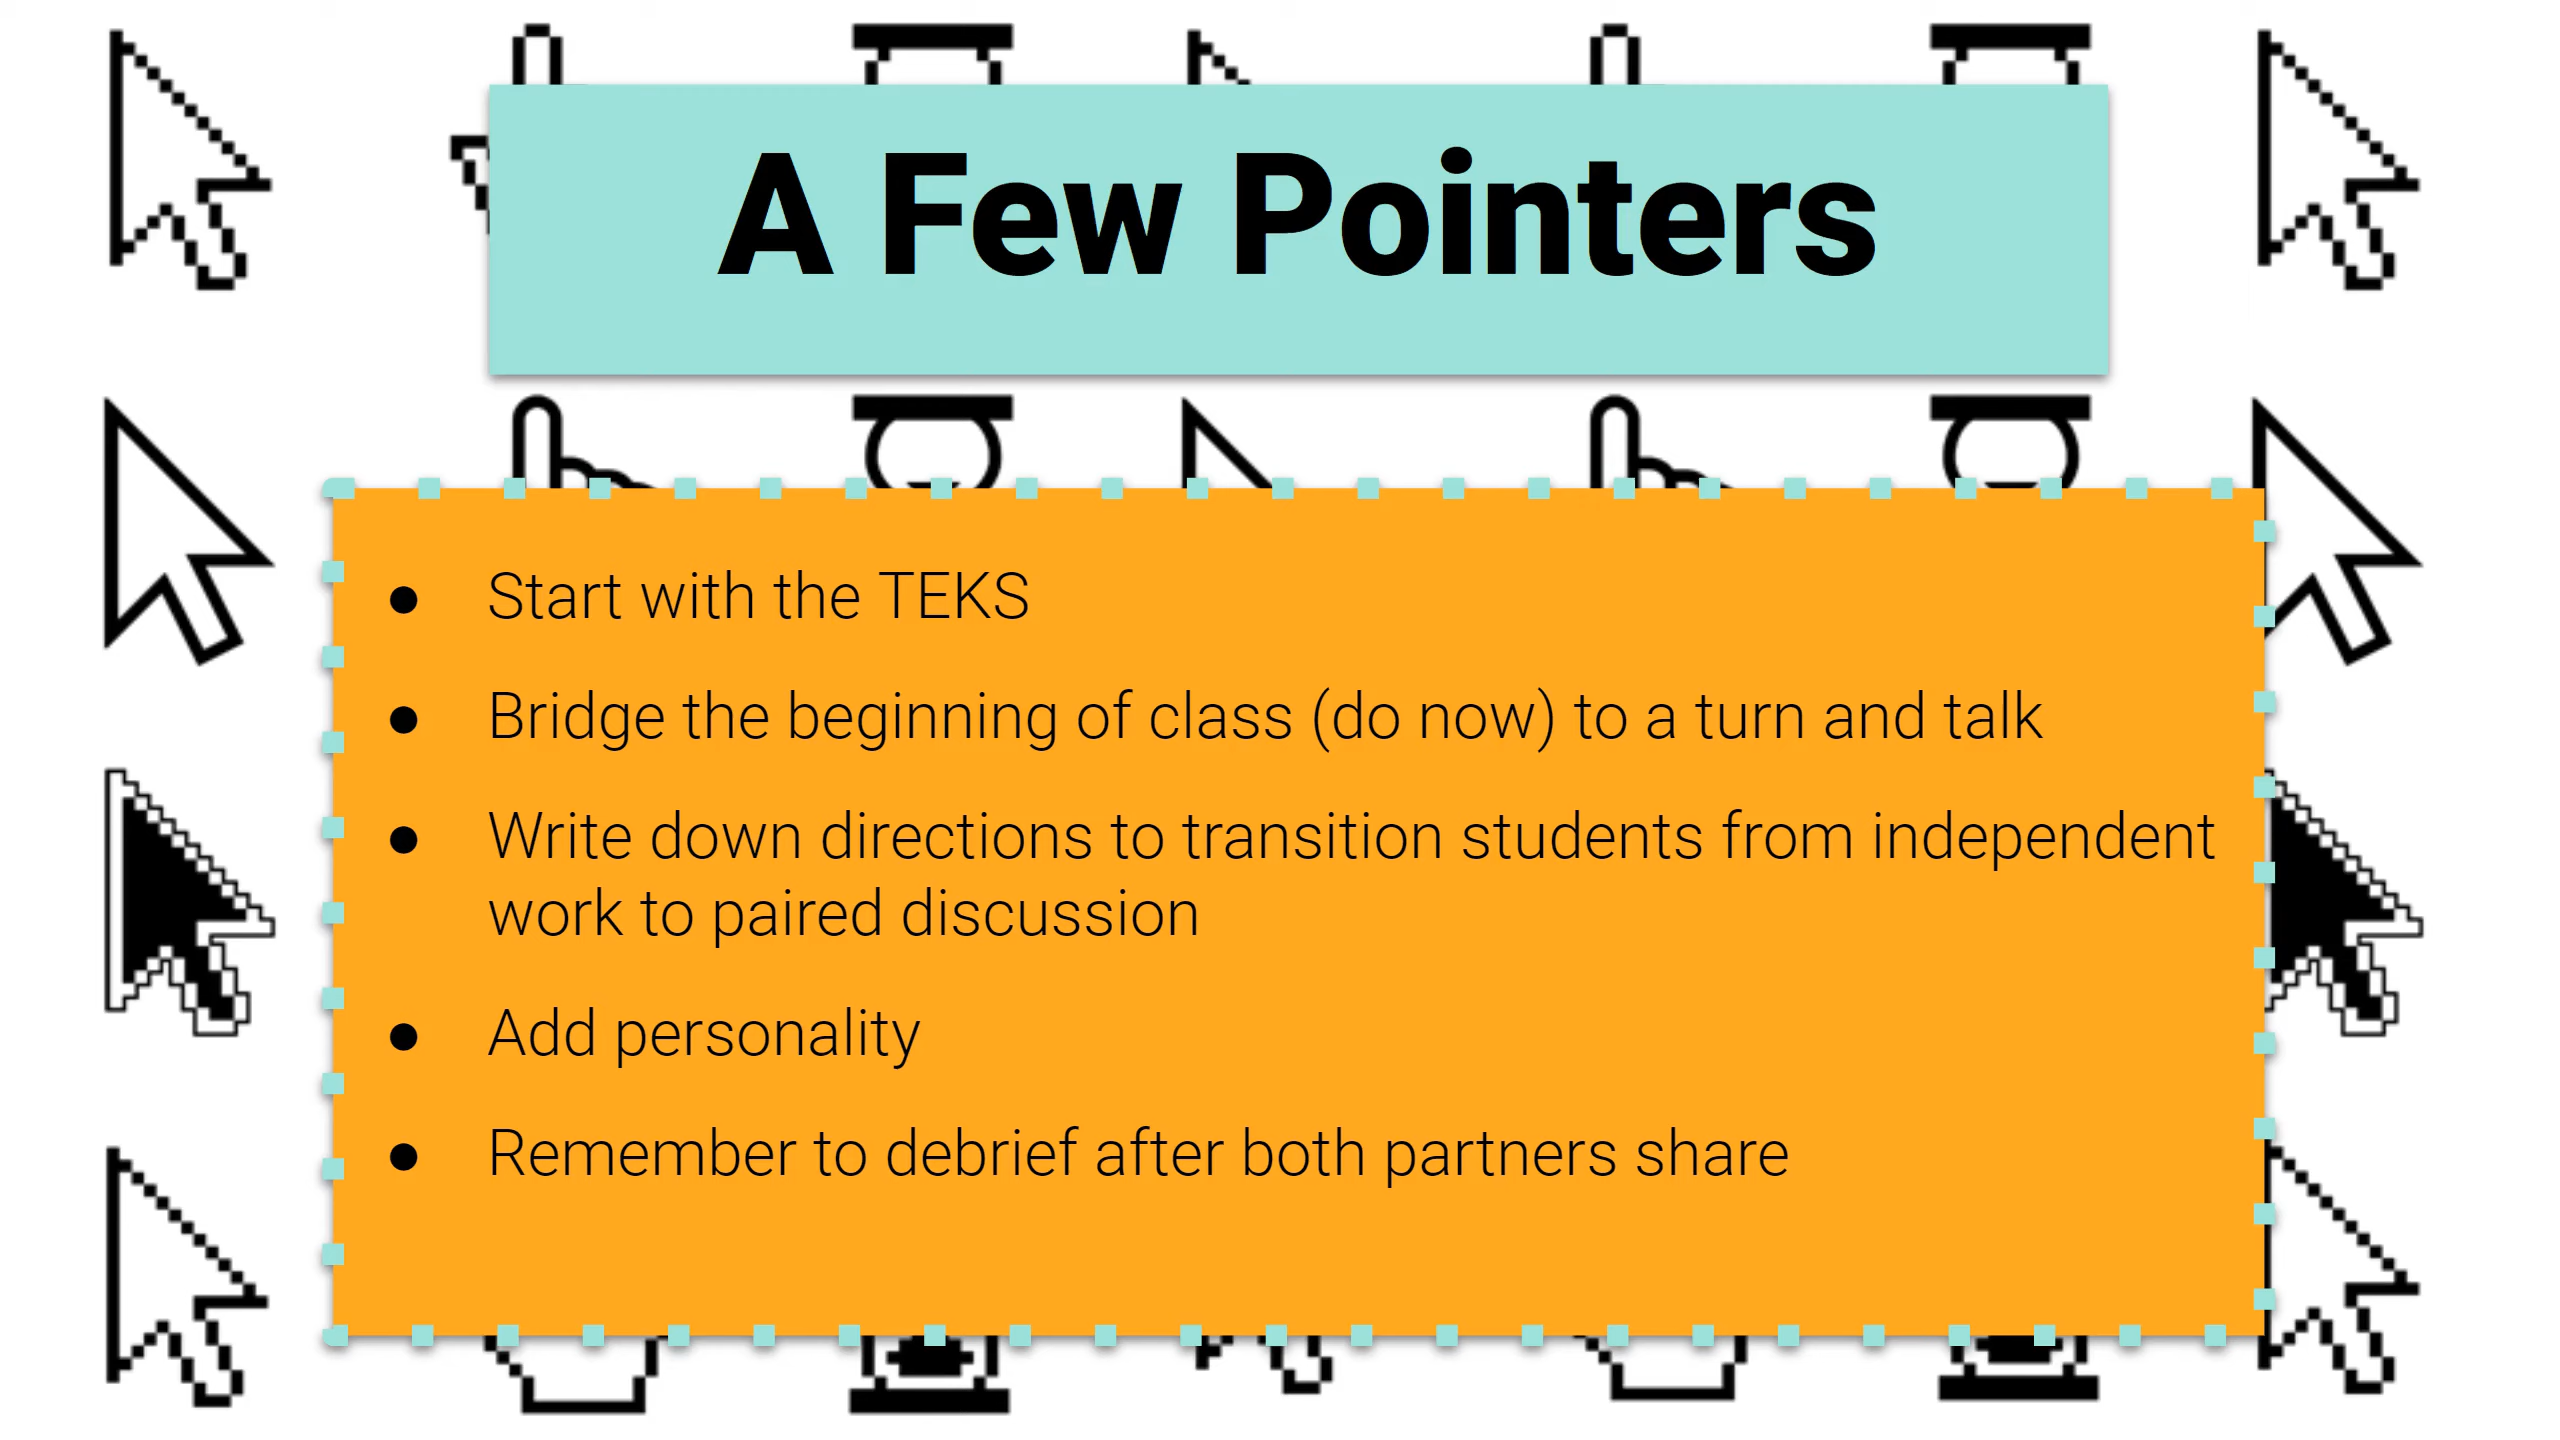 A Few Pointers
● Start with the TEKS
● Bridge the beginning of class (do now) to a turn and talk
● Write down directions to transition students from independent
work to paired discussion
● Add personality
● Remember to debrief after both partners share